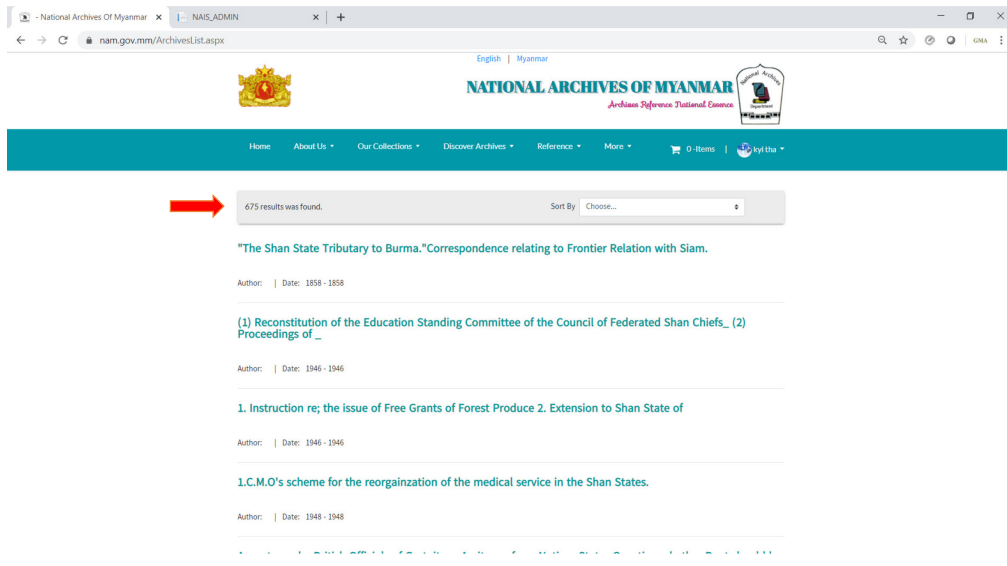 - National Archives Of Myanmar
NAIS_ADMIN
nam.gov.mm/ArchivesList.aspx
GMA
English | Myanmar
NATIONAL ARCHIVES OF MYANMAR
Archives Reference National Essence
National Archives
Department
Home About Us Our Collections Discover Archives Reference More 0 -Items | kyi tha
675 results was found. Sort By Choose...
"The Shan State Tributary to Burma."Correspondence relating to Frontier Relation with Siam.
Author: | Date: 1858 - 1858
(1) Reconstitution of the Education Standing Committee of the Council of Federated Shan Chiefs_ (2)
Proceedings of _
Author: | Date: 1946 - 1946
1. Instruction re; the issue of Free Grants of Forest Produce 2. Extension to Shan State of
Author: | Date: 1946 - 1946
1.C.M.O's scheme for the reorgainzation of the medical service in the Shan States.
Author: | Date: 1948 - 1948